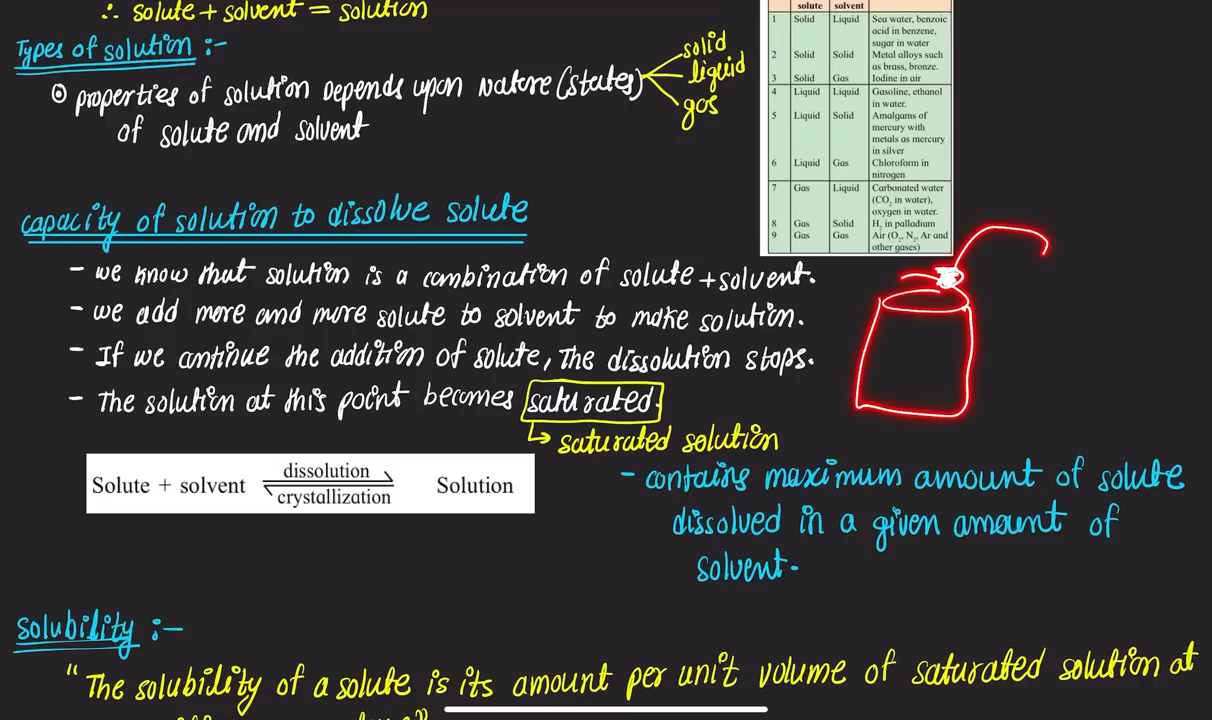 ∴ solute + solvent = solution
Types of solution :-
⊙ properties of solution Depends upon Nature (states)
solid
liquid
gas
of solute and solvent
solute solvent
1 Solid Liquid Sea water, benzoic
acid in benzene,
sugar in water
2 Solid Solid Metal alloys such
as brass, bronze.
3 Solid Gas Iodine in air
4 Liquid Liquid Gasoline, ethanol
in water.
5 Liquid Solid Amalgams of
mercury with
metals as mercury
in silver
6 Liquid Gas Chloroform in
nitrogen
7 Gas Liquid Carbonated water
(CO₂ in water),
oxygen in water.
8 Gas Solid H₂ in palladium
9 Gas Gas Air (O₂, N₂, Ar and
other gases)
capacity of solution to dissolve solute
- we know that solution is a combination of solute + solvent.
- we add more and more solute to solvent to make solution.
- If we continue the addition of solute, The dissolution stops.
- The solution at this point becomes saturated.
↳ saturated solution
- contains maximum amount of solute
dissolved in a given amount of
solvent.
Solute + solvent ⇌ Solution
dissolution
crystallization
Solubility :-
" The solubility of a solute is its amount per unit volume of saturated solution at